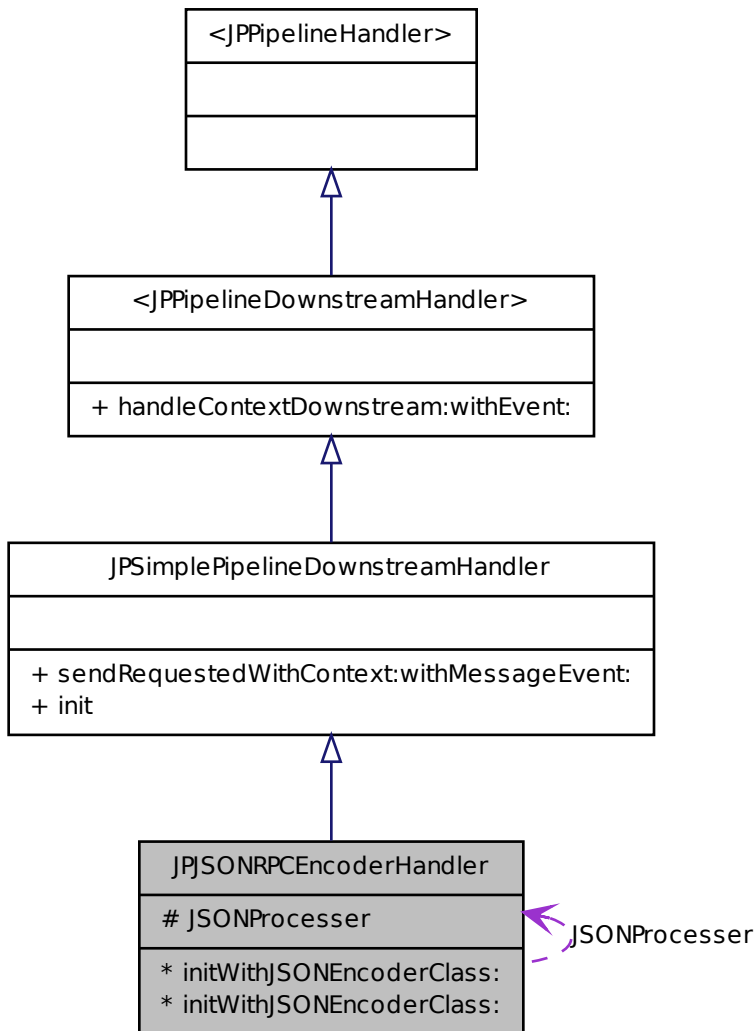 <JPPipelineHandler>
<JPPipelineDownstreamHandler>
+ handleContextDownstream:withEvent:
JPSimplePipelineDownstreamHandler
+ sendRequestedWithContext:withMessageEvent:
+ init
JPJSONRPCEncoderHandler
# JSONProcesser
JSONProcesser
* initWithJSONEncoderClass:
* initWithJSONEncoderClass: